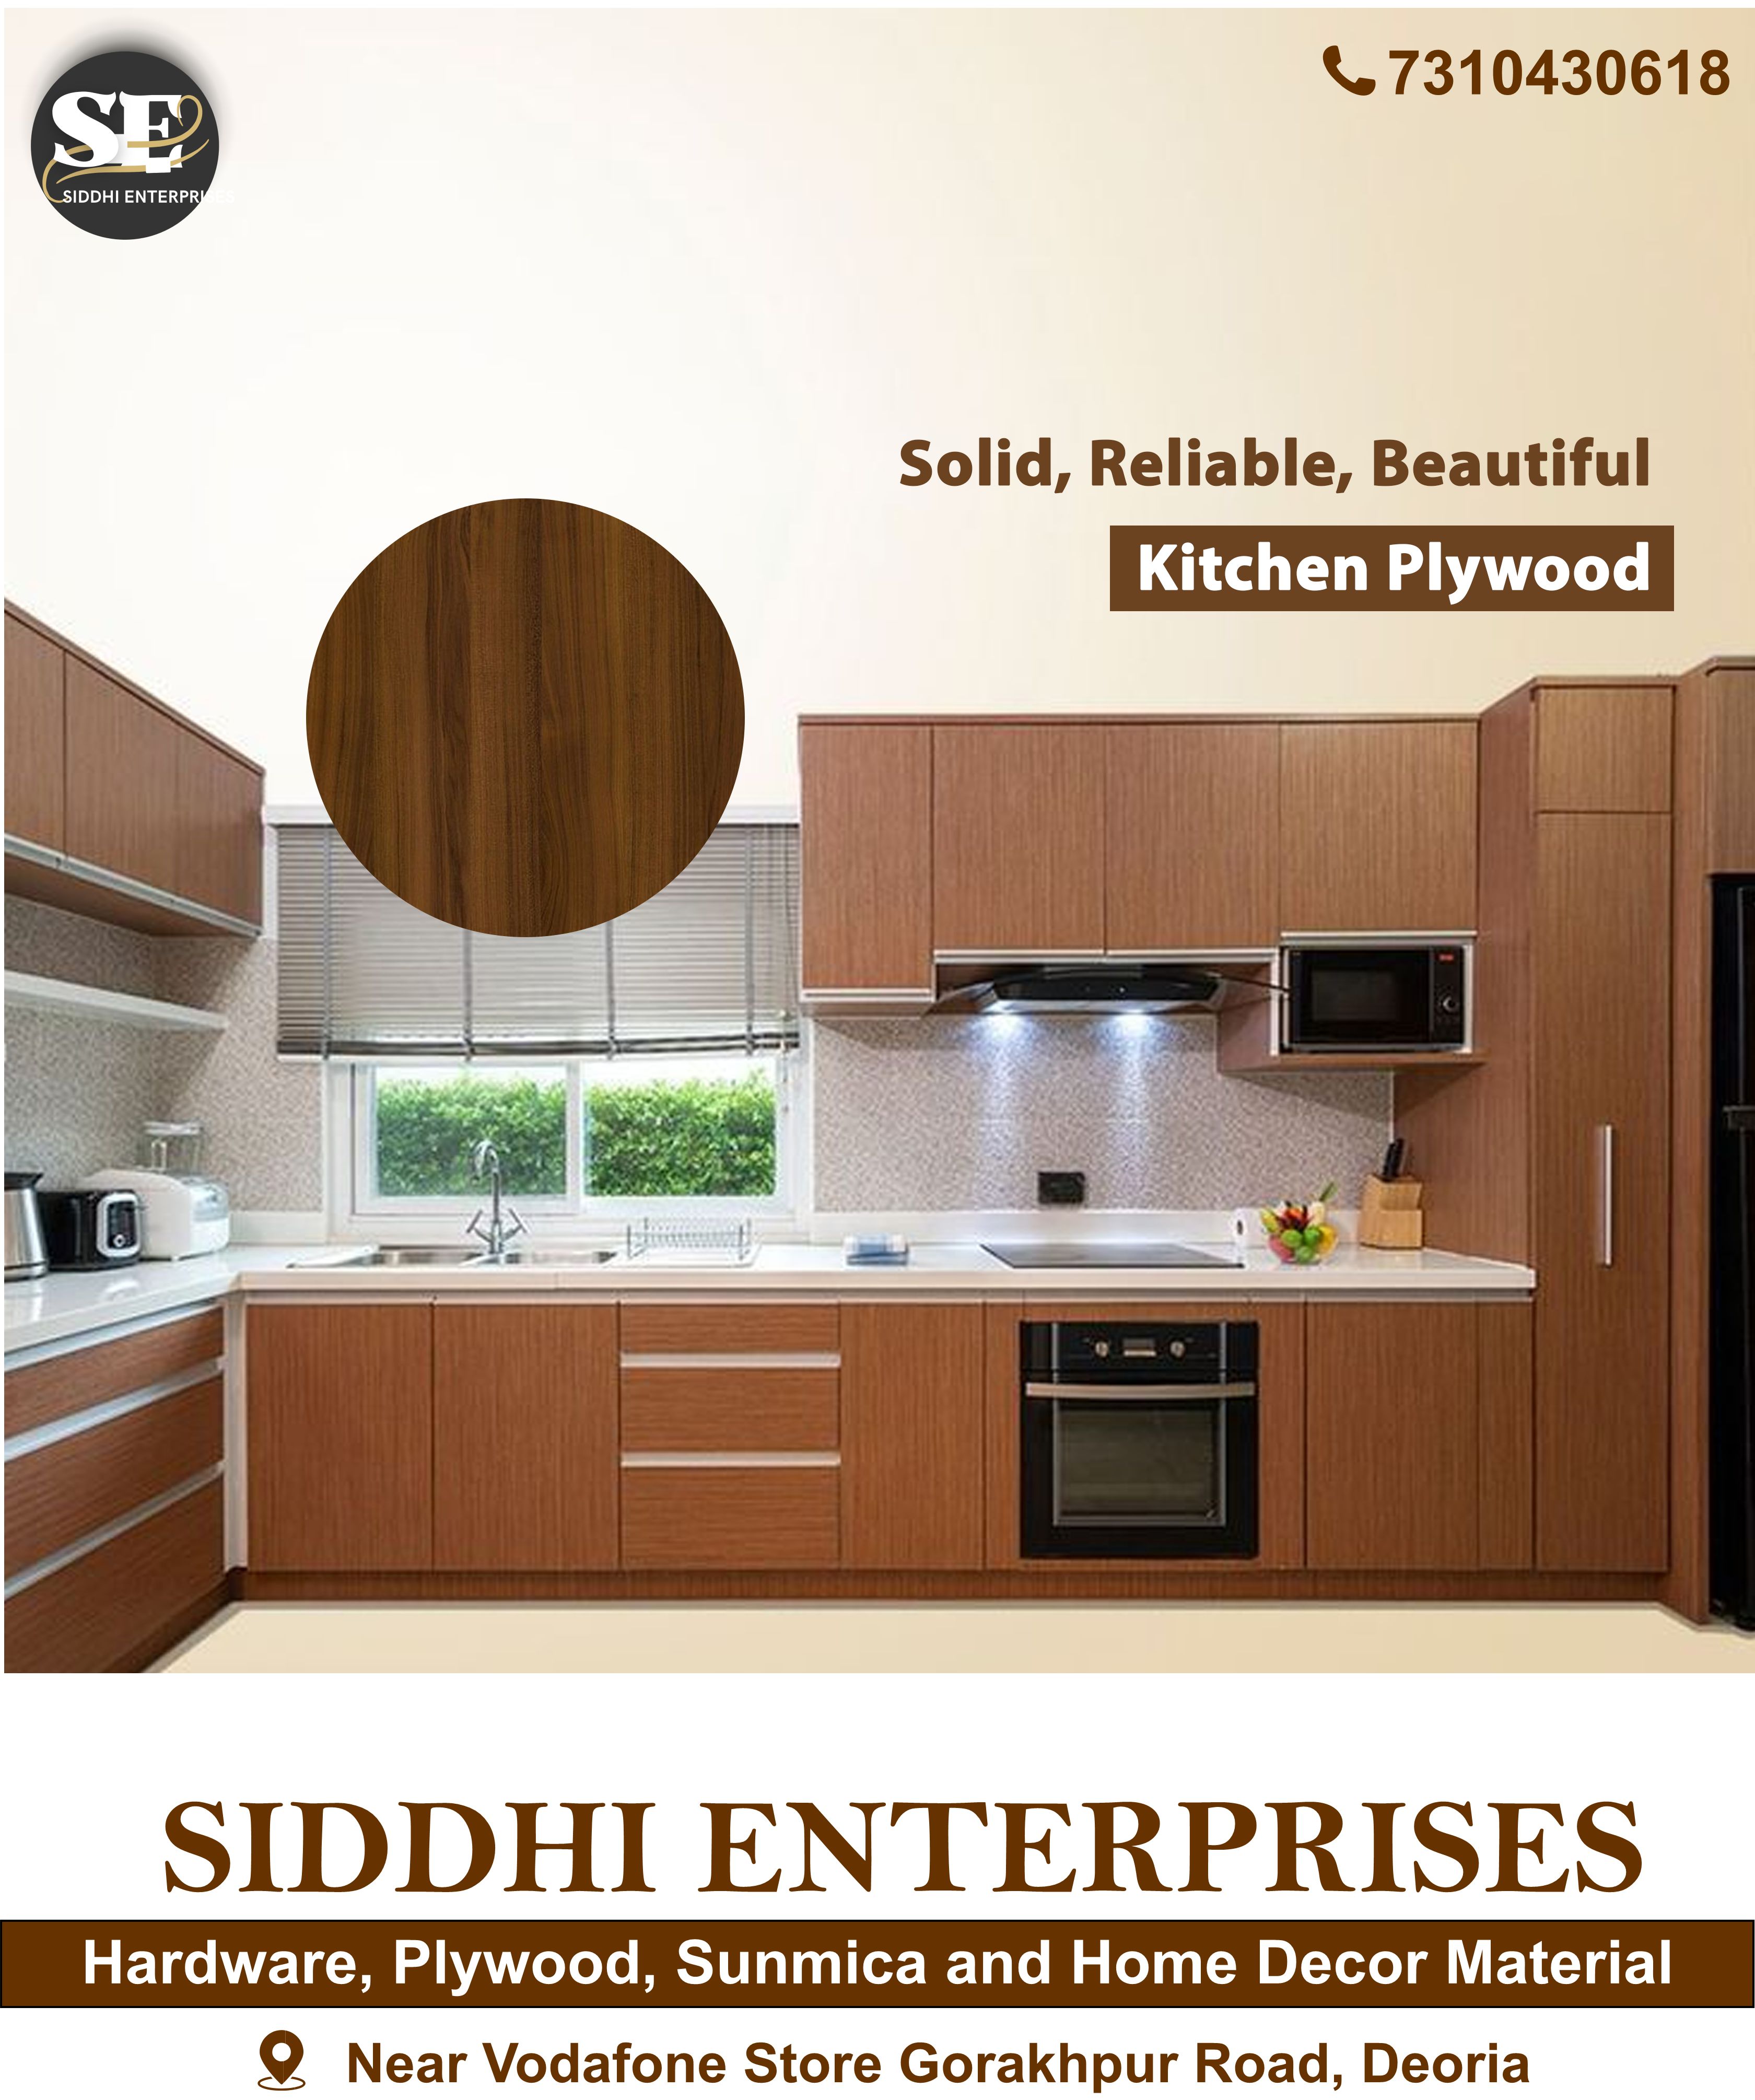 SE
SIDDHI ENTERPRISES
7310430618
Solid, Reliable, Beautiful
Kitchen Plywood
SIDDHI ENTERPRISES
Hardware, Plywood, Sunmica and Home Decor Material
Near Vodafone Store Gorakhpur Road, Deoria